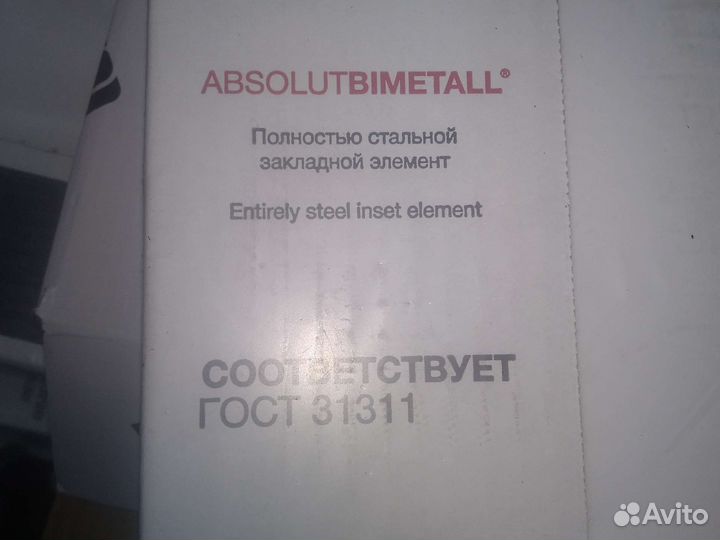 ABSOLUTBIMETALL®
Полностью стальной
закладной элемент
Entirely steel inset element
СООТВЕТСТВУЕТ
ГОСТ 31311
Avito